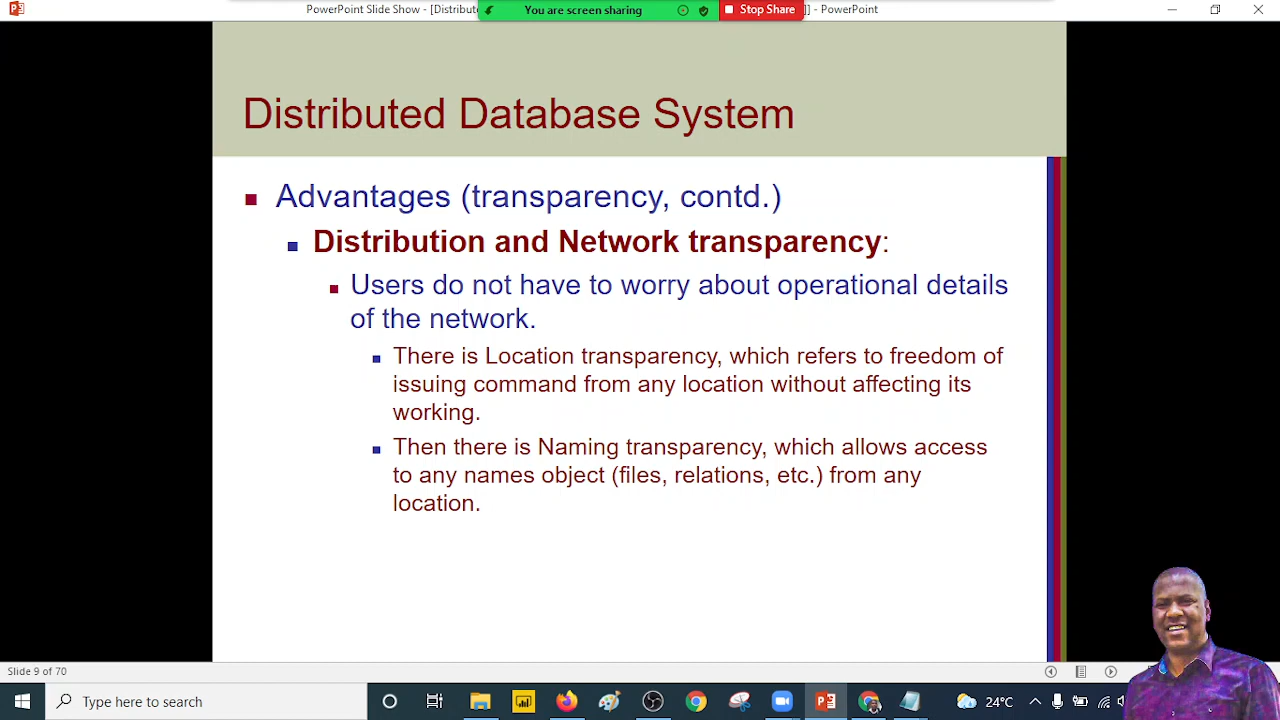 PowerPoint Slide Show - [Distribut
You are screen sharing
Stop Share
] - PowerPoint
Distributed Database System
Advantages (transparency, contd.)
Distribution and Network transparency:
Users do not have to worry about operational details
of the network.
There is Location transparency, which refers to freedom of
issuing command from any location without affecting its
working.
Then there is Naming transparency, which allows access
to any names object (files, relations, etc.) from any
location.
Slide 9 of 70
Type here to search
24°C